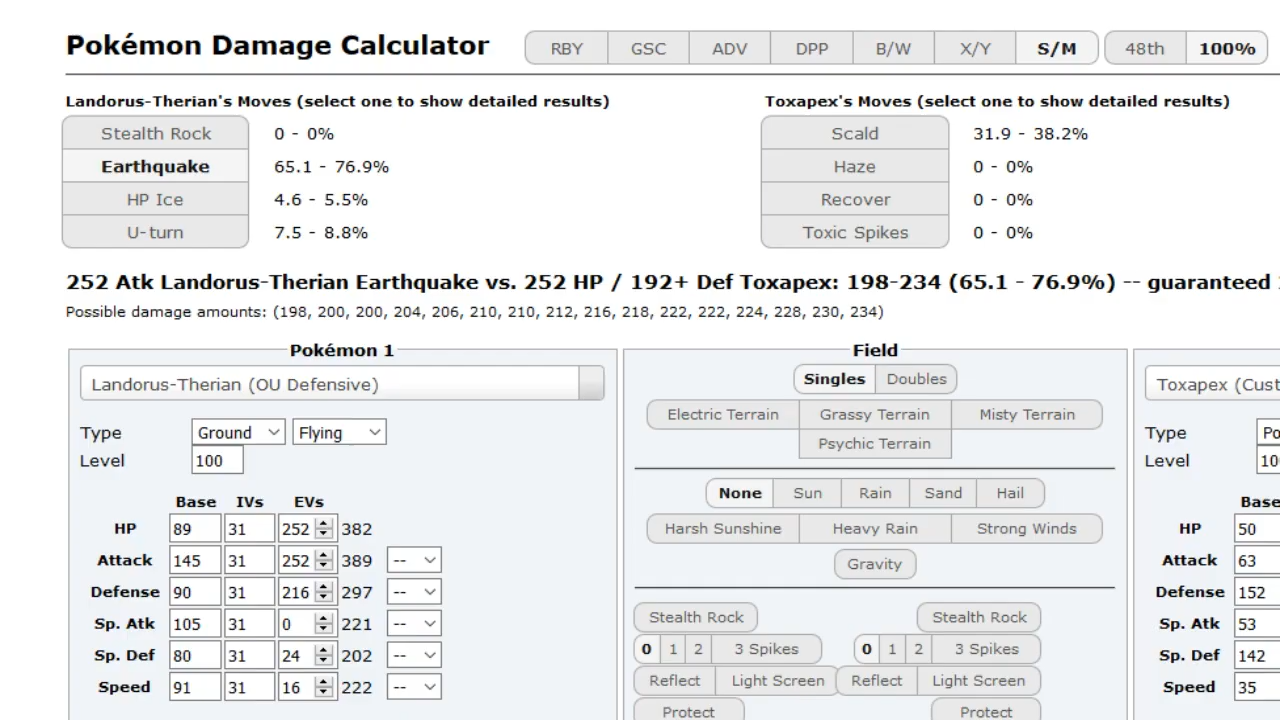 Pokémon Damage Calculator RBY GSC ADV DPP B/W X/Y S/M 48th 100%
Landorus-Therian's Moves (select one to show detailed results) Toxapex's Moves (select one to show detailed results)
Stealth Rock 0 - 0% Scald 31.9 - 38.2%
Earthquake 65.1 - 76.9% Haze 0 - 0%
HP Ice 4.6 - 5.5% Recover 0 - 0%
U-turn 7.5 - 8.8% Toxic Spikes 0 - 0%
252 Atk Landorus-Therian Earthquake vs. 252 HP / 192+ Def Toxapex: 198-234 (65.1 - 76.9%) -- guaranteed
Possible damage amounts: (198, 200, 200, 204, 206, 210, 210, 212, 216, 218, 222, 222, 224, 228, 230, 234)
Pokémon 1 Field
Landorus-Therian (OU Defensive) Singles Doubles Toxapex (Cust
Electric Terrain Grassy Terrain Misty Terrain
Type Ground Flying Psychic Terrain Type Po
Level 100 Level 10
None Sun Rain Sand Hail
Base IVs EVs Base
HP 89 31 252 382 Harsh Sunshine Heavy Rain Strong Winds HP 50
Attack 145 31 252 389 -- Gravity Attack 63
Defense 90 31 216 297 -- Defense 152
Sp. Atk 105 31 0 221 -- Stealth Rock Stealth Rock Sp. Atk 53
Sp. Def 80 31 24 202 -- 0 1 2 3 Spikes 0 1 2 3 Spikes Sp. Def 142
Speed 91 31 16 222 -- Reflect Light Screen Reflect Light Screen Speed 35
Protect Protect